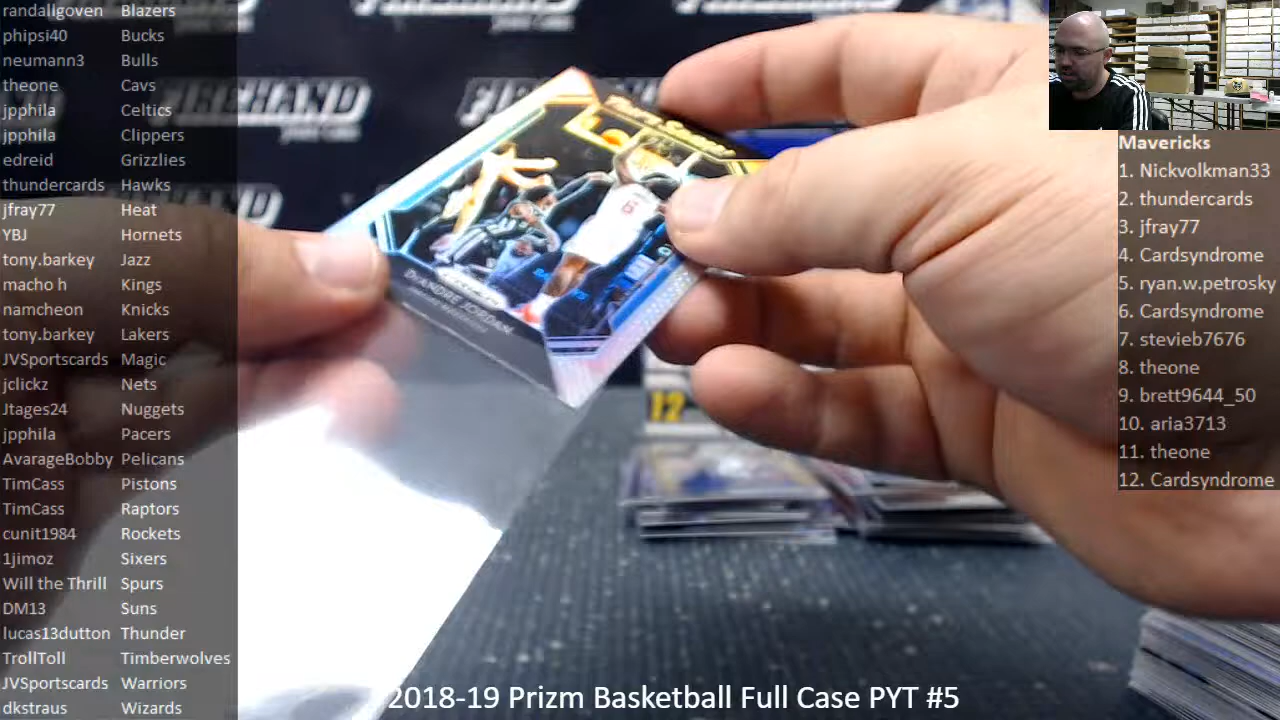 randallgoven Blazers
phipsi40 Bucks
neumann3 Bulls
theone Cavs
jpphila Celtics
jpphila Clippers
edreid Grizzlies
thundercards Hawks
jfray77 Heat
YBJ Hornets
tony.barkey Jazz
macho h Kings
namcheon Knicks
tony.barkey Lakers
JVSportscards Magic
jclickz Nets
Jtages24 Nuggets
jpphila Pacers
AvarageBobby Pelicans
TimCass Pistons
TimCass Raptors
cunit1984 Rockets
1jimoz Sixers
Will the Thrill Spurs
DM13 Suns
lucas13dutton Thunder
TrollToll Timberwolves
JVSportscards Warriors
dkstraus Wizards
FIREHAND
FIREHAND
DEANDRE JORDAN
6
12
Mavericks
1. Nickvolkman33
2. thundercards
3. jfray77
4. Cardsyndrome
5. ryan.w.petrosky
6. Cardsyndrome
7. stevieb7676
8. theone
9. brett9644_50
10. aria3713
11. theone
12. Cardsyndrome
2018-19 Prizm Basketball Full Case PYT #5